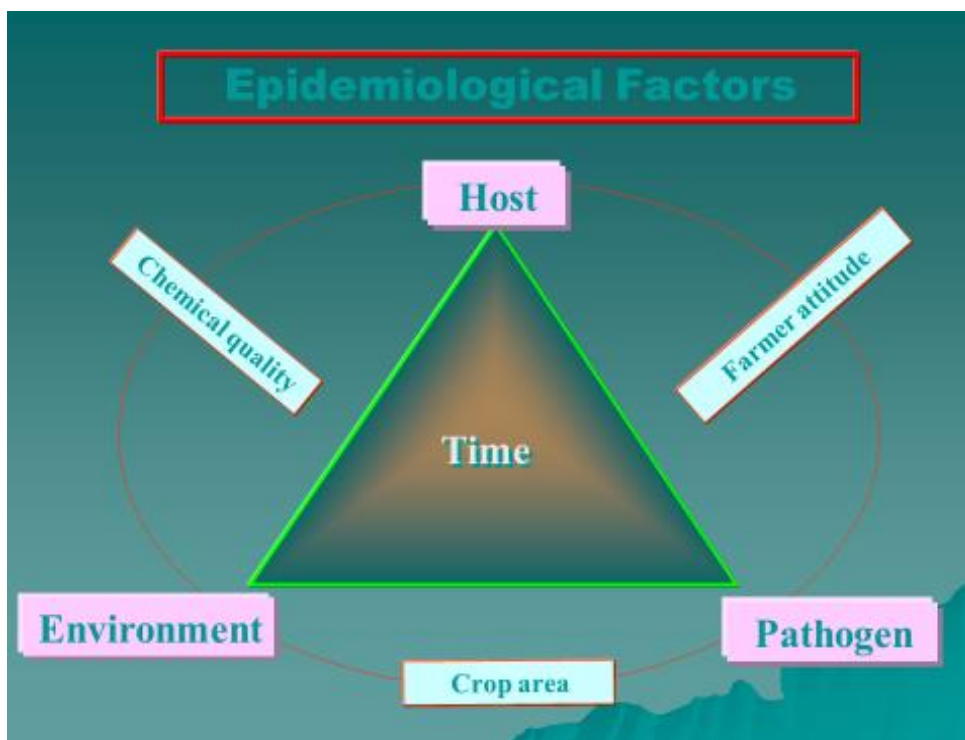 Epidemiological Factors
Host
Chemical quality
Farmer attitude
Time
Environment
Pathogen
Crop area